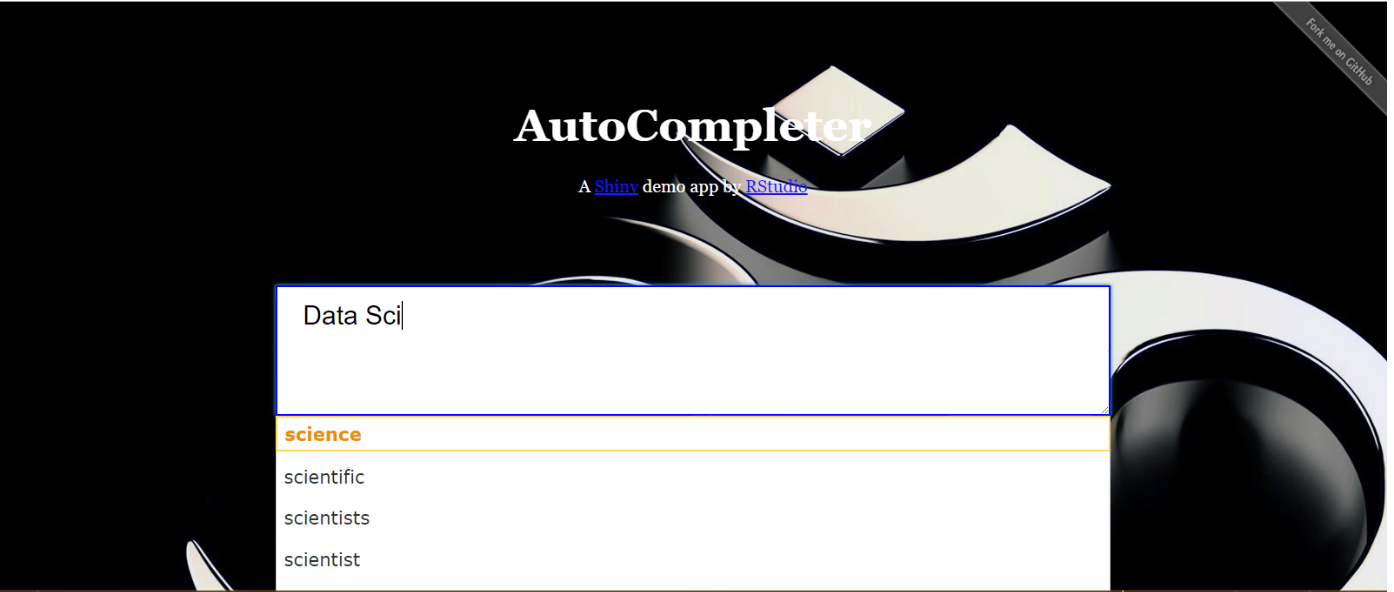 Fork me on GitHub
AutoCompleter
A Shiny demo app by RStudio
Data Sci
science
scientific
scientists
scientist